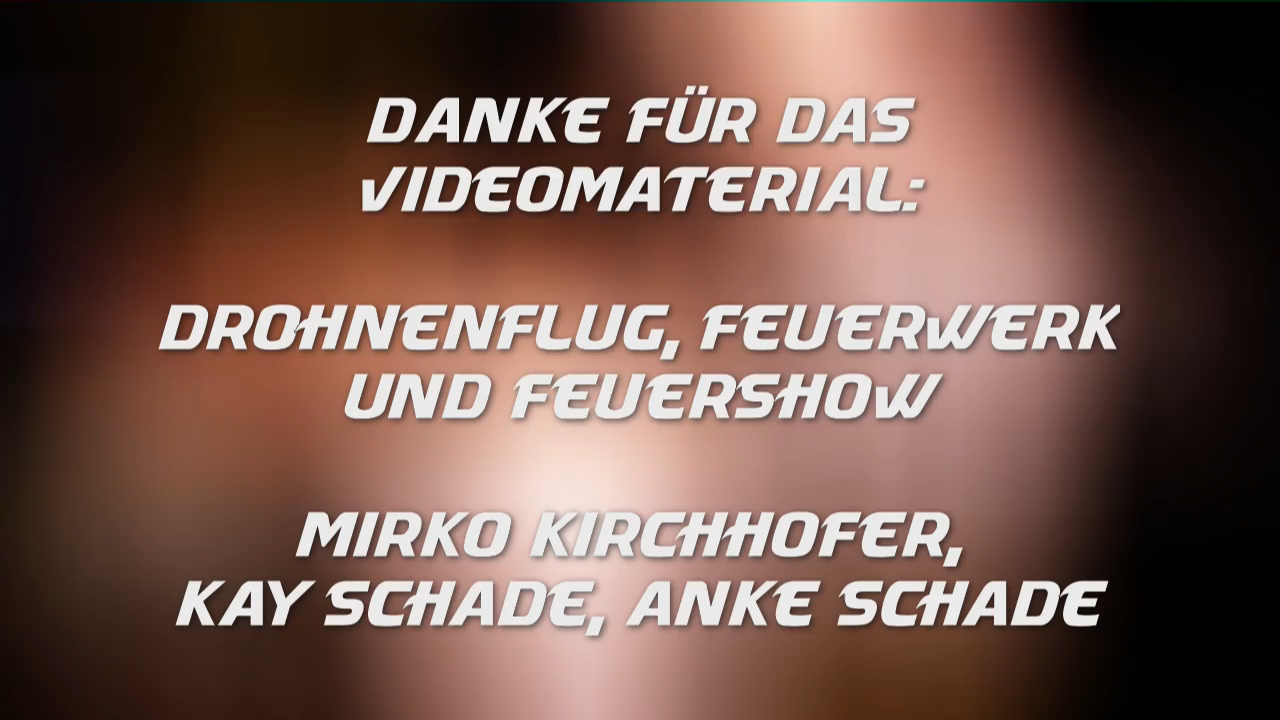 DANKE FÜR DAS
VIDEOMATERIAL:
DROHNENFLUG, FEUERWERK
UND FEUERSHOW
MIRKO KIRCHHOFER,
KAY SCHADE, ANKE SCHADE